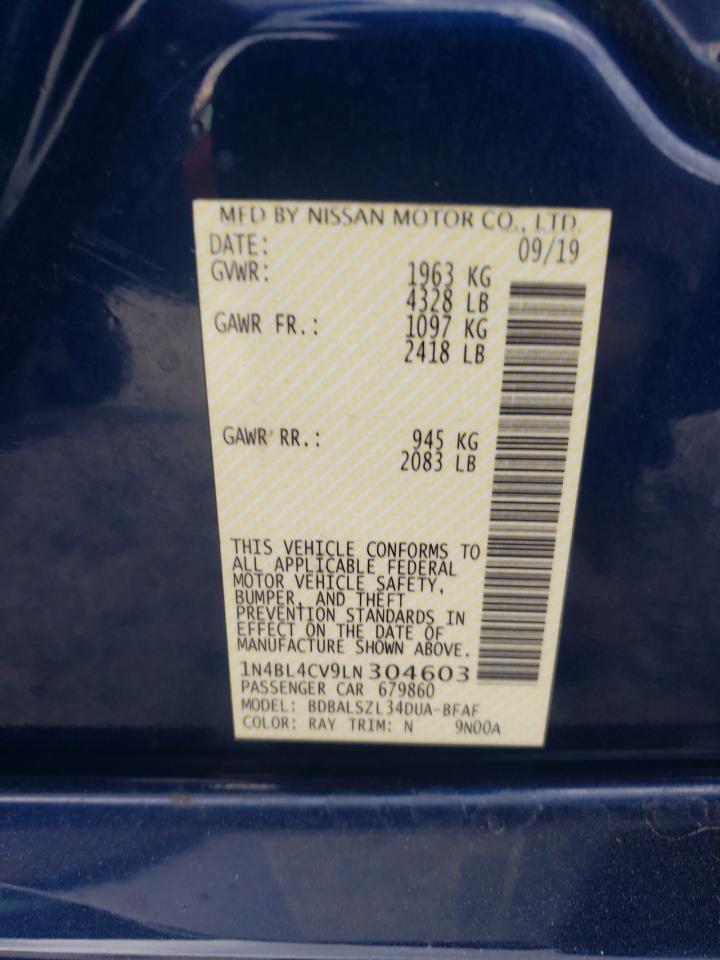 MFD BY NISSAN MOTOR CO., LTD.
DATE: 09/19
GVWR: 1963 KG
4328 LB
GAWR FR.: 1097 KG
2418 LB
GAWR RR.: 945 KG
2083 LB
THIS VEHICLE CONFORMS TO
ALL APPLICABLE FEDERAL
MOTOR VEHICLE SAFETY,
BUMPER, AND THEFT
PREVENTION STANDARDS IN
EFFECT ON THE DATE OF
MANUFACTURE SHOWN ABOVE.
1N4BL4CV9LN304603
PASSENGER CAR 679860
MODEL: BDBALSZL34DUA-BFAF
COLOR: RAY TRIM: N 9N00A